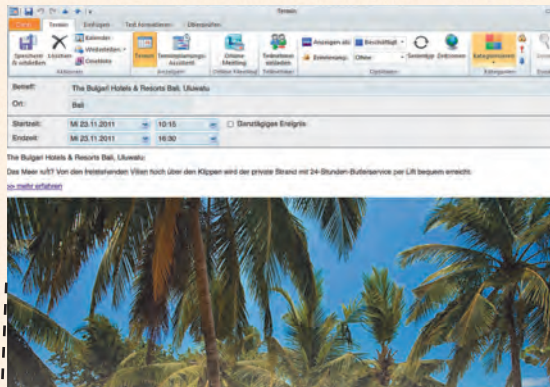 Termin
Datei Termin Einfügen Text formatieren Überprüfen
Speichern & schließen Löschen Kalender Weiterleiten OneNote Termin Terminplanungs-Assistent Online Meeting Teilnehmer einladen Anzeigen als: Beschäftigt Erinnerung: Ohne Serientyp Zeitzonen Kategorisieren
Aktionen Anzeigen Online Meeting Teilnehmer Optionen Kategorien
Betreff: The Bulgari Hotels & Resorts Bali, Uluwatu
Ort: Bali
Startzeit: Mi 23.11.2011 10:15 Ganztägiges Ereignis
Endzeit: Mi 23.11.2011 16:30
The Bulgari Hotels & Resorts Bali, Uluwatu
Das Meer ruft? Von den freistehenden Villen hoch über den Klippen wird der private Strand mit 24-Stunden-Butlerservice per Lift bequem erreicht.
>> mehr erfahren